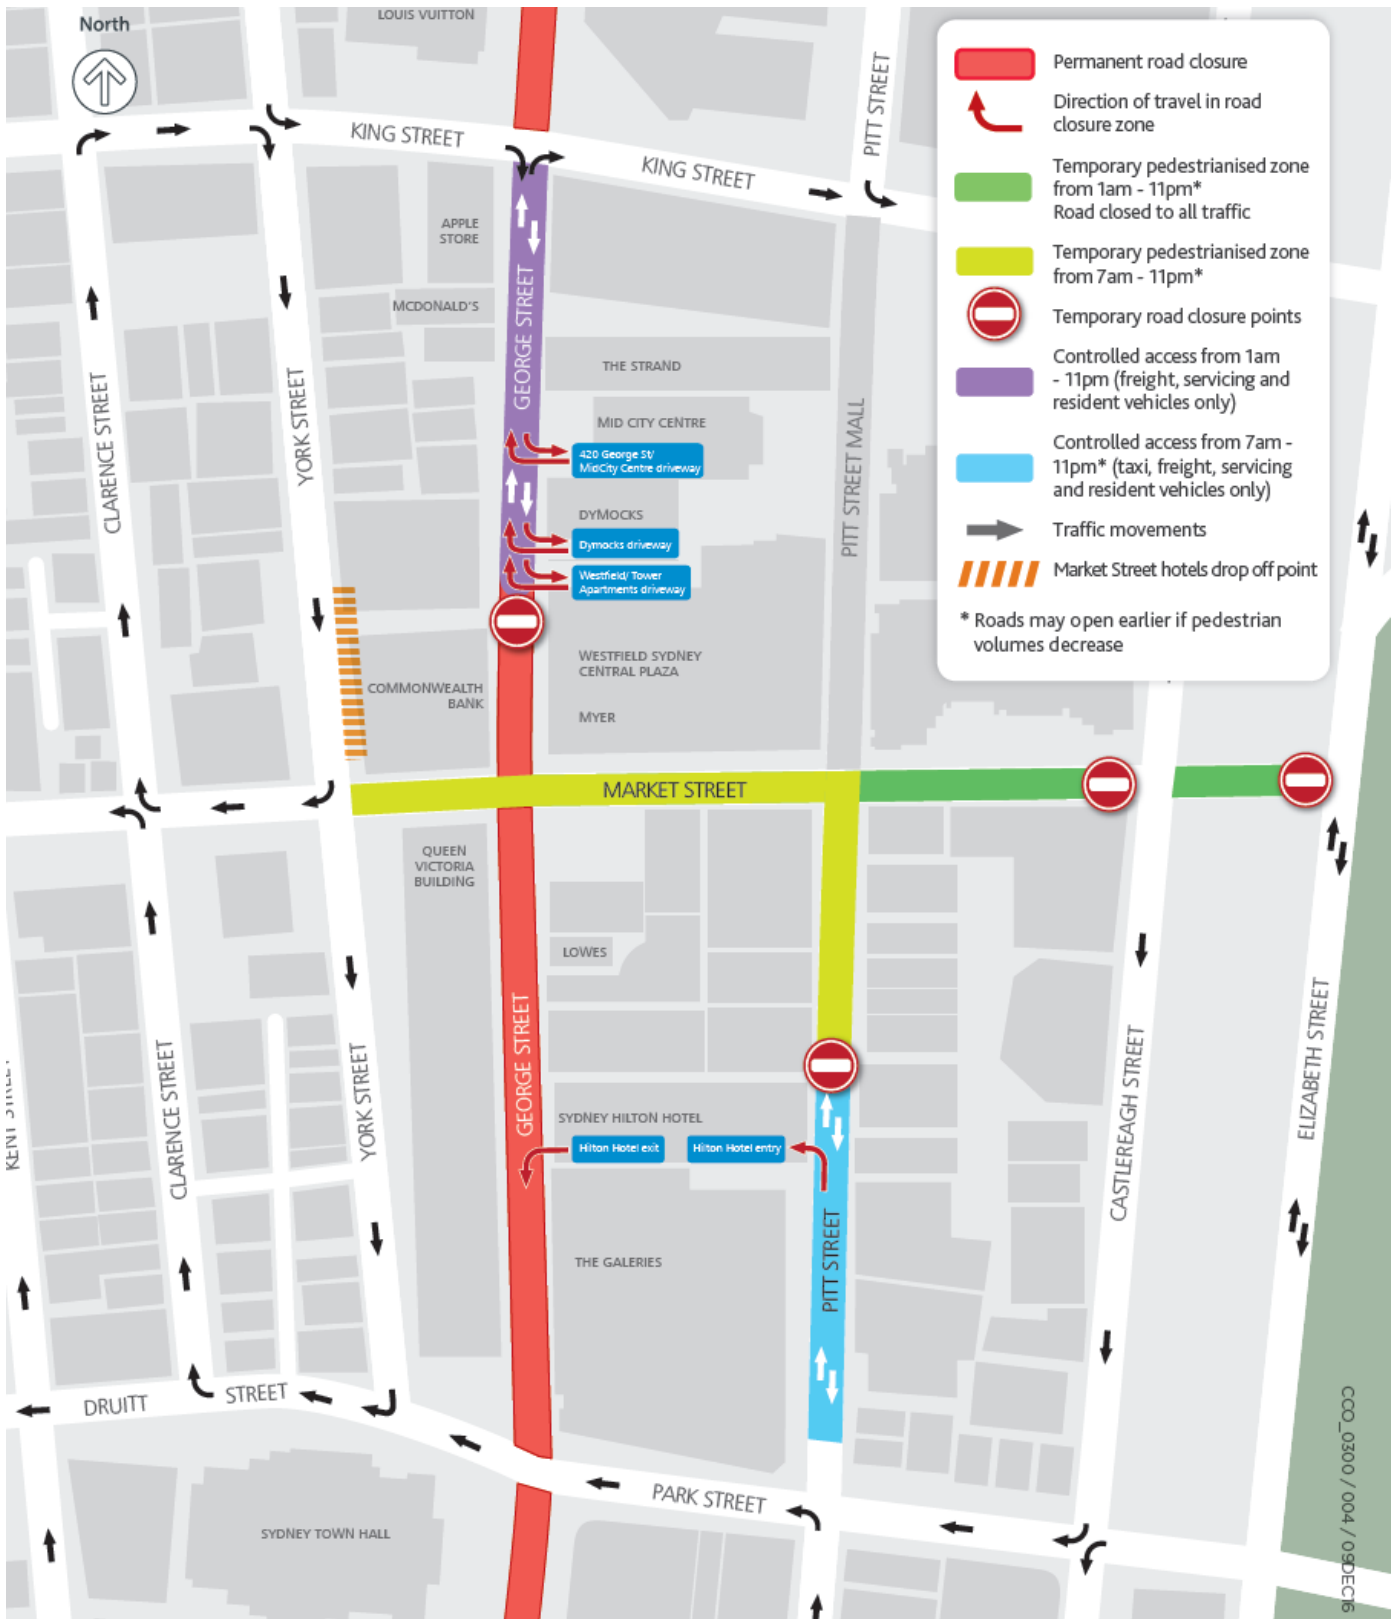 North
LOUIS VUITTON
PITT STREET
KING STREET
KING STREET
APPLE
STORE
MCDONALD'S
GEORGE STREET
THE STRAND
MID CITY CENTRE
420 George St/
MidCity Centre driveway
DYMOCKS
Dymocks driveway
Westfield/ Tower
Apartments driveway
CLARENCE STREET
YORK STREET
PITT STREET MALL
WESTFIELD SYDNEY
CENTRAL PLAZA
COMMONWEALTH
BANK
MYER
MARKET STREET
QUEEN
VICTORIA
BUILDING
LOWES
GEORGE STREET
SYDNEY HILTON HOTEL
Hilton Hotel exit
Hilton Hotel entry
KENT STREET
CLARENCE STREET
YORK STREET
PITT STREET
CASTLEREAGH STREET
ELIZABETH STREET
THE GALERIES
DRUITT
STREET
PARK STREET
SYDNEY TOWN HALL
Permanent road closure
Direction of travel in road
closure zone
Temporary pedestrianised zone
from 1am - 11pm*
Road closed to all traffic
Temporary pedestrianised zone
from 7am - 11pm*
Temporary road closure points
Controlled access from 1am
- 11pm (freight, servicing and
resident vehicles only)
Controlled access from 7am -
11pm* (taxi, freight, servicing
and resident vehicles only)
Traffic movements
Market Street hotels drop off point
* Roads may open earlier if pedestrian
volumes decrease
CCO_0300 / 004 / 09DEC16